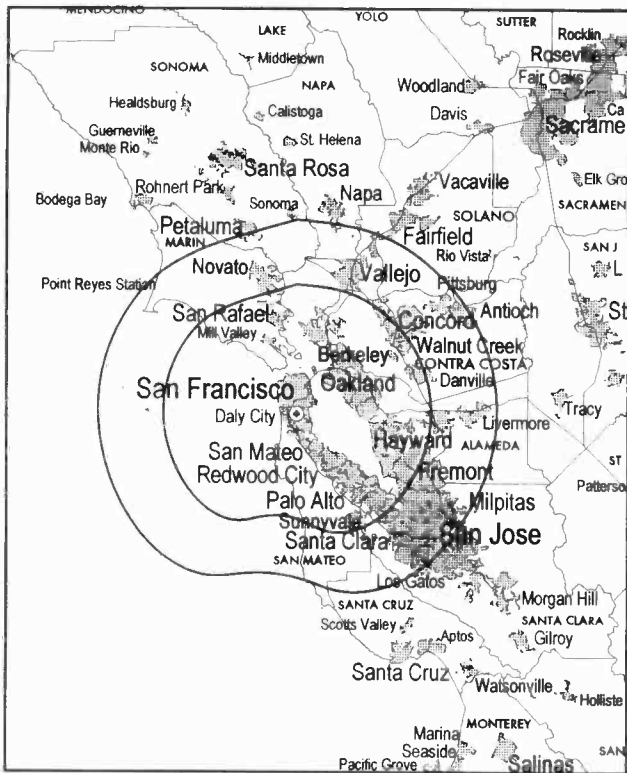 MENDOCINO
LAKE
YOLO
SUTTER
Rocklin
Roseville
Middletown
SONOMA
NAPA
Woodland
Fair Oaks
Healdsburg
Calistoga
Davis
Ca
Sacrame
Guerneville
Monte Rio
St. Helena
Santa Rosa
Elk Gro
Rohnert Park
Vacaville
Bodega Bay
Sonoma
Napa
SACRAMEN
SOLANO
Petaluma
MARIN
Fairfield
SAN J
Rio Vista
Novato
Vallejo
L
Point Reyes Station
Pittsburg
San Rafael
Concord
Antioch
St
Mill Valley
Walnut Creek
Berkeley
CONTRA COSTA
San Francisco
Oakland
Danville
Daly City
Tracy
Livermore
Hayward
ALAMEDA
San Mateo
Redwood City
Fremont
ST
Patterso
Palo Alto
Milpitas
Sunnyvale
San Jose
Santa Clara
SAN MATEO
Los Gatos
SANTA CRUZ
Morgan Hill
Scotts Valley
SANTA CLARA
Aptos
Gilroy
Santa Cruz
Watsonville
Holliste
Marina
MONTEREY
Seaside
SAN
Pacific Grove
Salinas